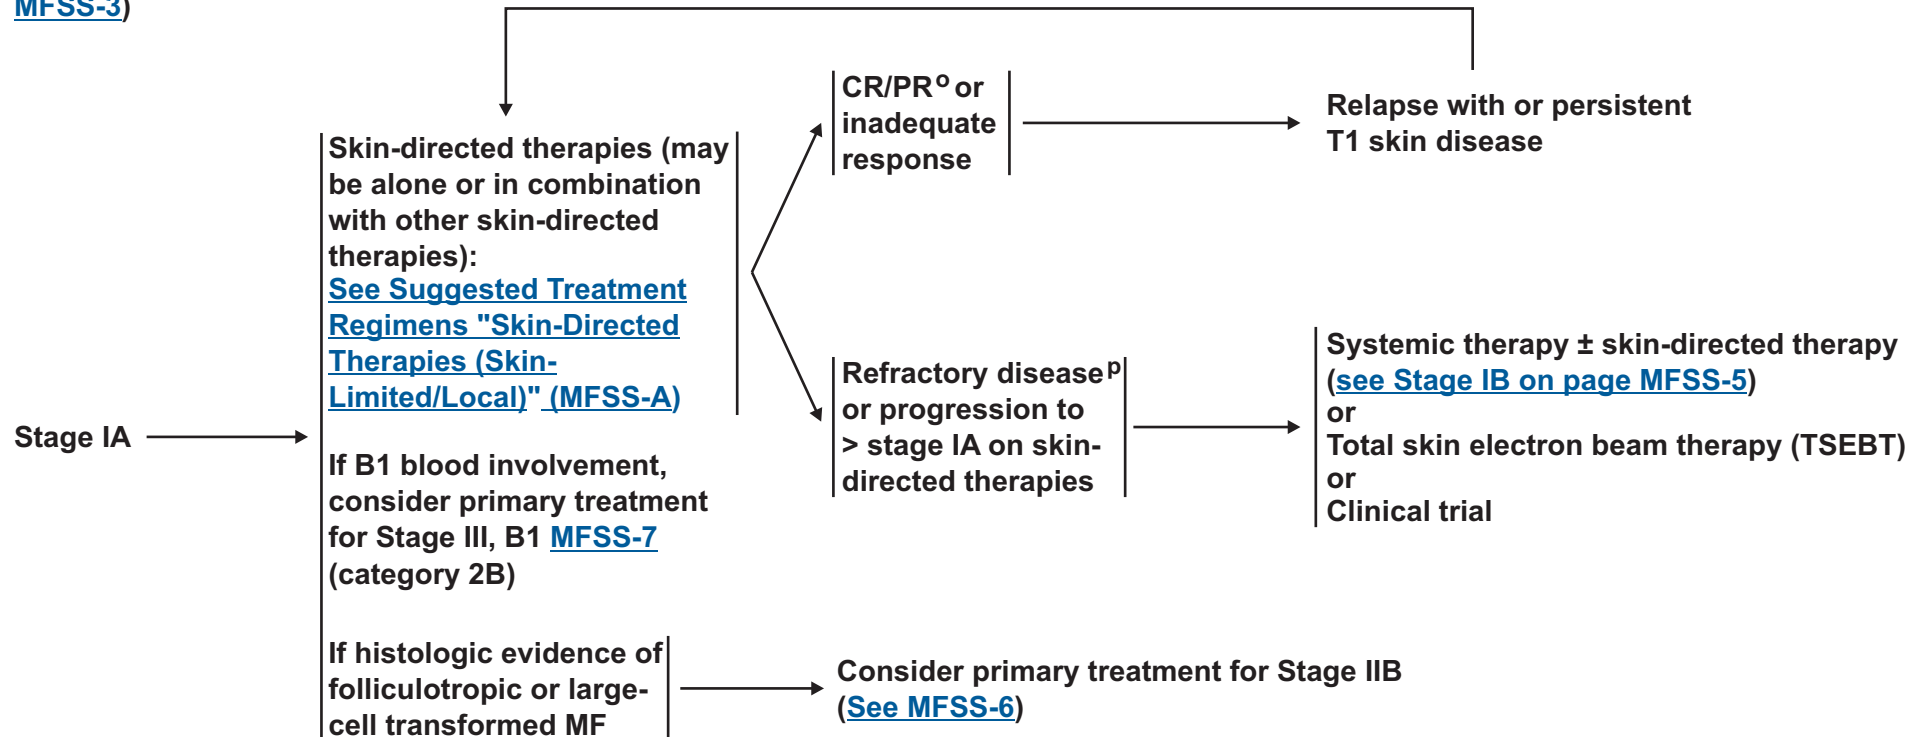 MFSS-3)
Stage IA
Skin-directed therapies (may
be alone or in combination
with other skin-directed
therapies):
See Suggested Treatment
Regimens "Skin-Directed
Therapies (Skin-
Limited/Local)" (MFSS-A)
If B1 blood involvement,
consider primary treatment
for Stage III, B1 MFSS-7
(category 2B)
If histologic evidence of
folliculotropic or large-
cell transformed MF
CR/PRº or
inadequate
response
Relapse with or persistent
T1 skin disease
Refractory diseaseᵖ
or progression to
> stage IA on skin-
directed therapies
Systemic therapy ± skin-directed therapy
(see Stage IB on page MFSS-5)
or
Total skin electron beam therapy (TSEBT)
or
Clinical trial
Consider primary treatment for Stage IIB
(See MFSS-6)